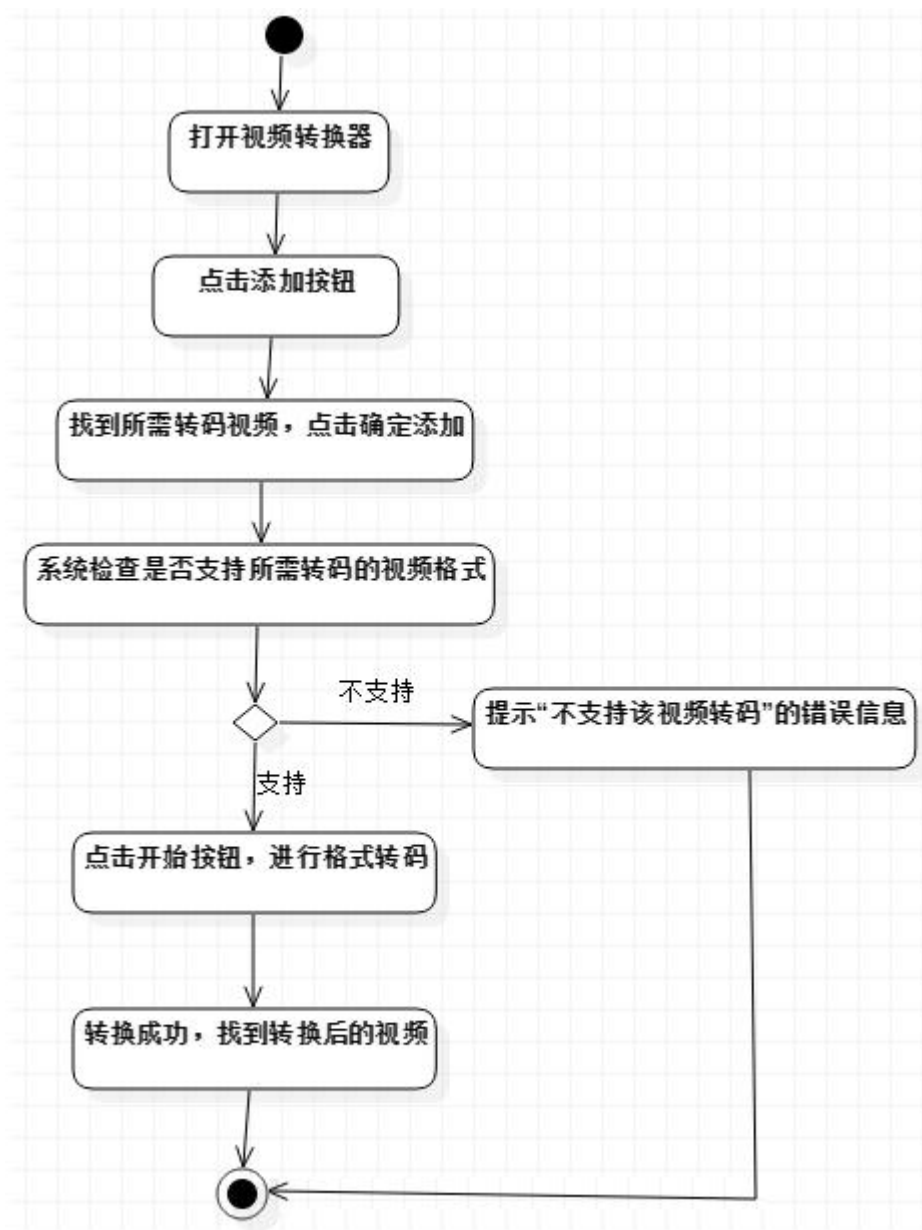 打开视频转换器
点击添加按钮
找到所需转码视频，点击确定添加
系统检查是否支持所需转码的视频格式
不支持
提示“不支持该视频转码”的错误信息
支持
点击开始按钮，进行格式转码
转换成功，找到转换后的视频